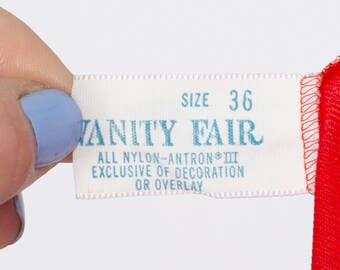 SIZE 36
VANITY FAIR
ALL NYLON-ANTRON® III
EXCLUSIVE OF DECORATION
OR OVERLAY